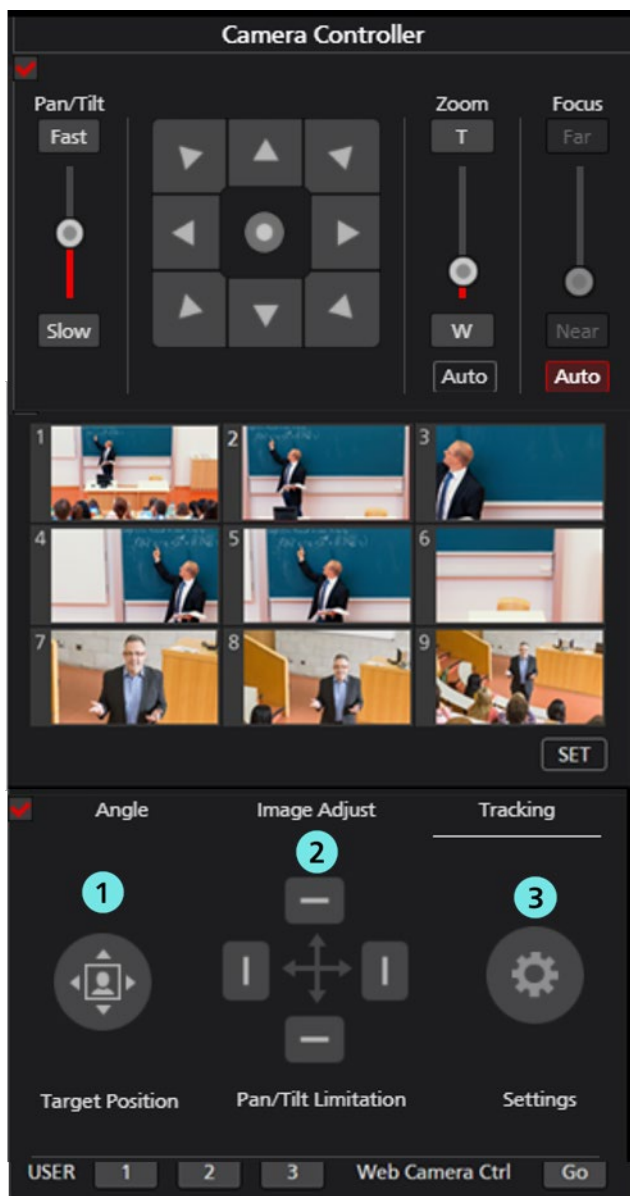 Camera Controller
Pan/Tilt
Zoom
Focus
Fast
T
Far
Slow
W
Near
Auto
Auto
1
2
3
4
5
6
7
8
9
SET
Angle
Image Adjust
Tracking
1
2
3
Target Position
Pan/Tilt Limitation
Settings
USER 1 2 3 Web Camera Ctrl Go